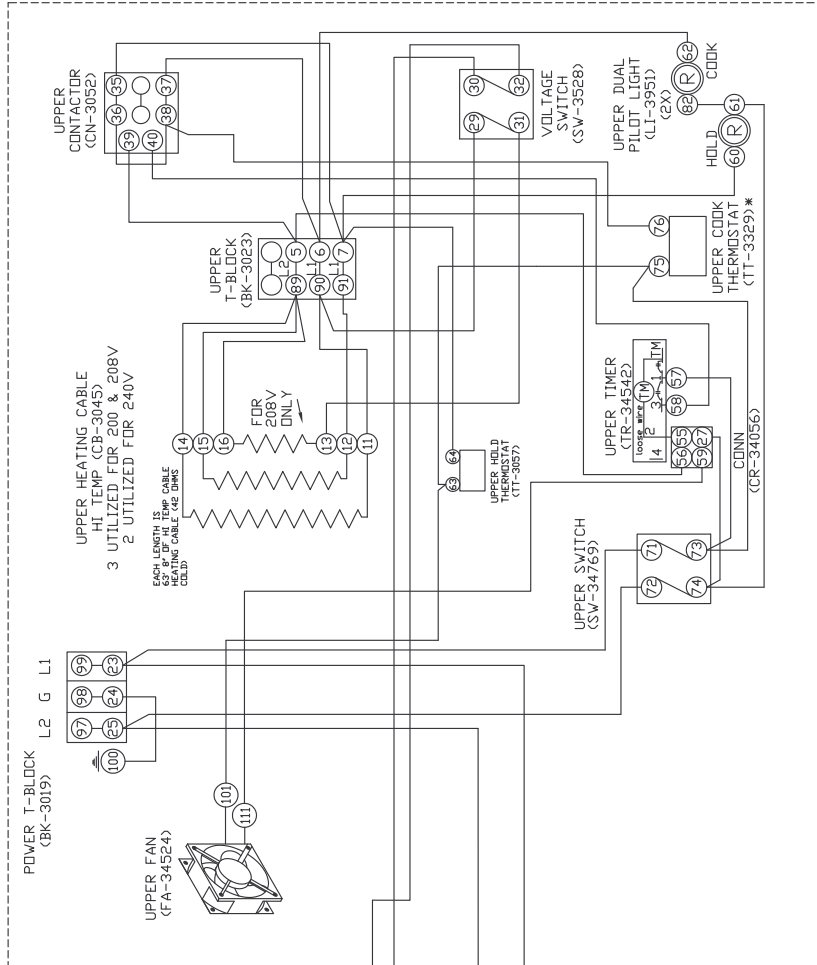 UPPER
CONTACTOR
(CN-3052)
35
37
36
38
39
40
30
32
29
31
VOLTAGE
SWITCH
(SW-3528)
UPPER DUAL
PILOT LIGHT
(LI-3951)
(2X)
62
R
COOK
82
61
HOLD
R
60
UPPER
T-BLOCK
(BK-3023)
5
6
7
L2
L1
L1
89
90
91
76
75
UPPER COOK
THERMOSTAT
(TT-3329)*
UPPER HEATING CABLE
HI TEMP (CB-3045)
3 UTILIZED FOR 200 & 208V
2 UTILIZED FOR 240V
EACH LENGTH IS
63' 8" OF HI TEMP CABLE
HEATING CABLE (42 OHMS
COLD)
14
15
16
FOR
208V
ONLY
13
12
11
64
63
UPPER HOLD
THERMOSTAT
(TT-3057)
UPPER TIMER
(TR-34542)
loose wire
TM
TM
1
3
2
4
57
58
55
27
56
59
CONN
(CR-34056)
UPPER SWITCH
(SW-34769)
71
73
72
74
POWER T-BLOCK
(BK-3019)
L2 G L1
97
98
99
25
24
23
100
101
111
UPPER FAN
(FA-34524)